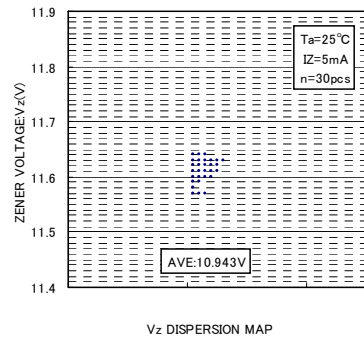 11.9
Ta=25°C
IZ=5mA
n=30pcs
11.8
11.7
ZENER VOLTAGE:Vz(V)
11.6
11.5
AVE:10.943V
11.4
Vz DISPERSION MAP